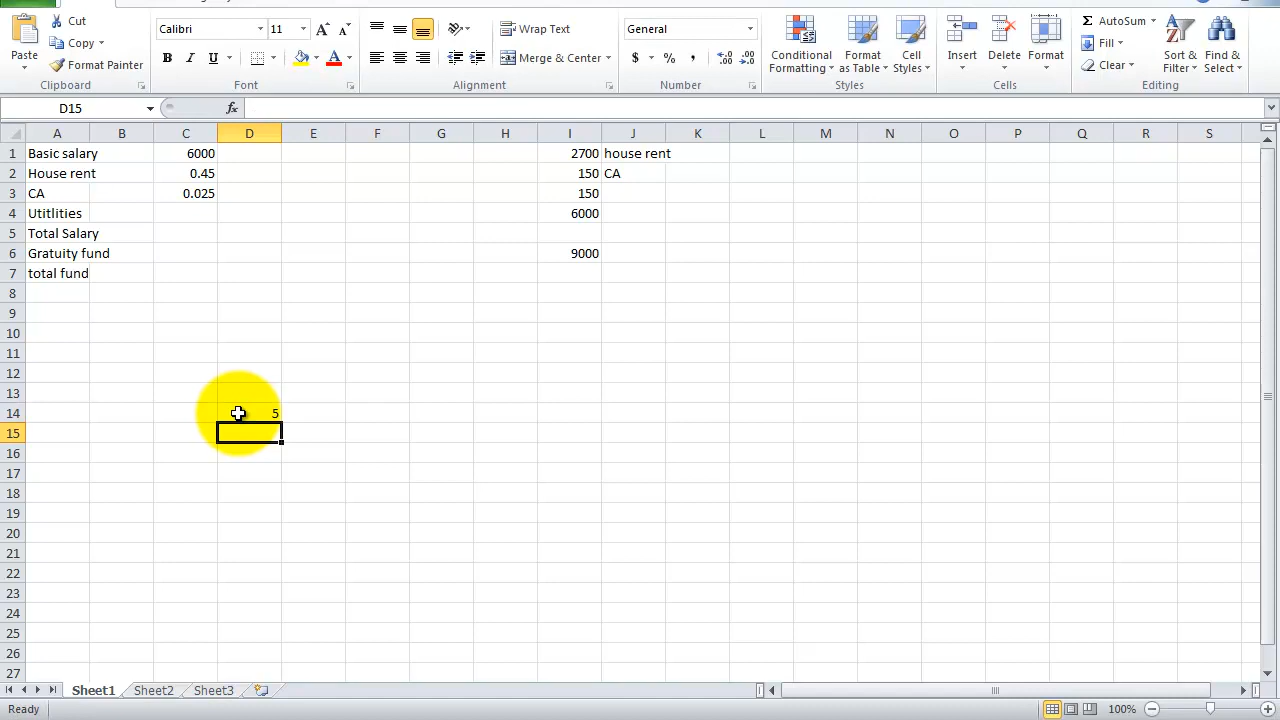 Cut
Calibri 11 Wrap Text General AutoSum
Copy
Fill
Paste Format Painter B I U Merge & Center $ % , Conditional Formatting Format as Table Cell Styles Insert Delete Format Clear Sort & Filter Find & Select
Clipboard Font Alignment Number Styles Cells Editing
D15 fx
A B C D E F G H I J K L M N O P Q R S
1 Basic salary 6000 2700 house rent
2 House rent 0.45 150 CA
3 CA 0.025 150
4 Utitlities 6000
5 Total Salary
6 Gratuity fund 9000
7 total fund
8
9
10
11
12
13
14 5
15
16
17
18
19
20
21
22
23
24
25
26
27
Sheet1 Sheet2 Sheet3
Ready 100%